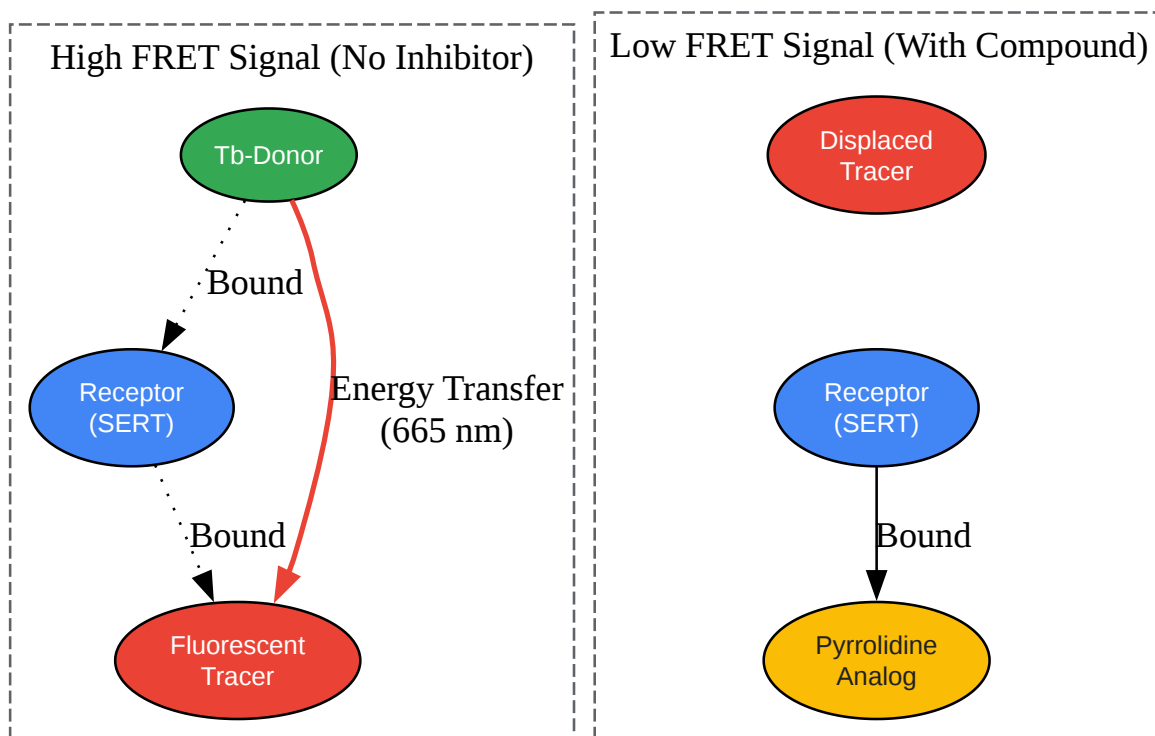 High FRET Signal (No Inhibitor)
Tb-Donor
Bound
Receptor
(SERT)
Energy Transfer
(665 nm)
Bound
Fluorescent
Tracer
Low FRET Signal (With Compound)
Displaced
Tracer
Receptor
(SERT)
Bound
Pyrrolidine
Analog